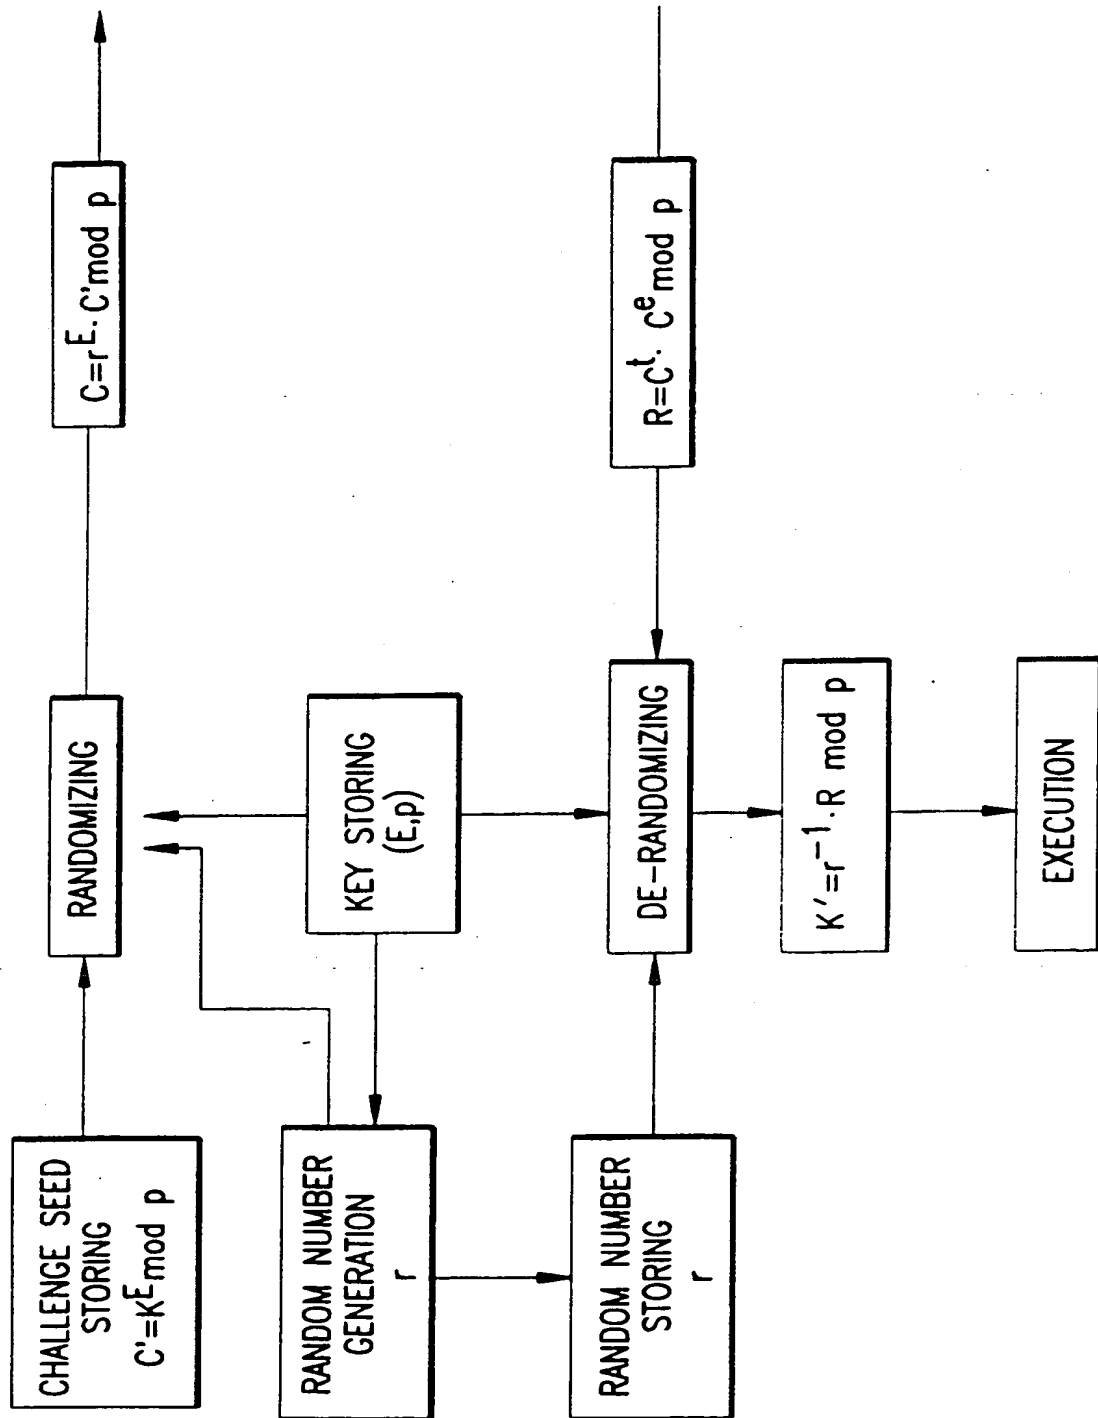 CHALLENGE SEED
STORING
C'=K^E mod p
RANDOMIZING
C=r^E· C' mod p
RANDOM NUMBER
GENERATION
r
KEY STORING
(E,p)
RANDOM NUMBER
STORING
r
DE-RANDOMIZING
R=C^t· C^e mod p
K'=r^-1·R mod p
EXECUTION